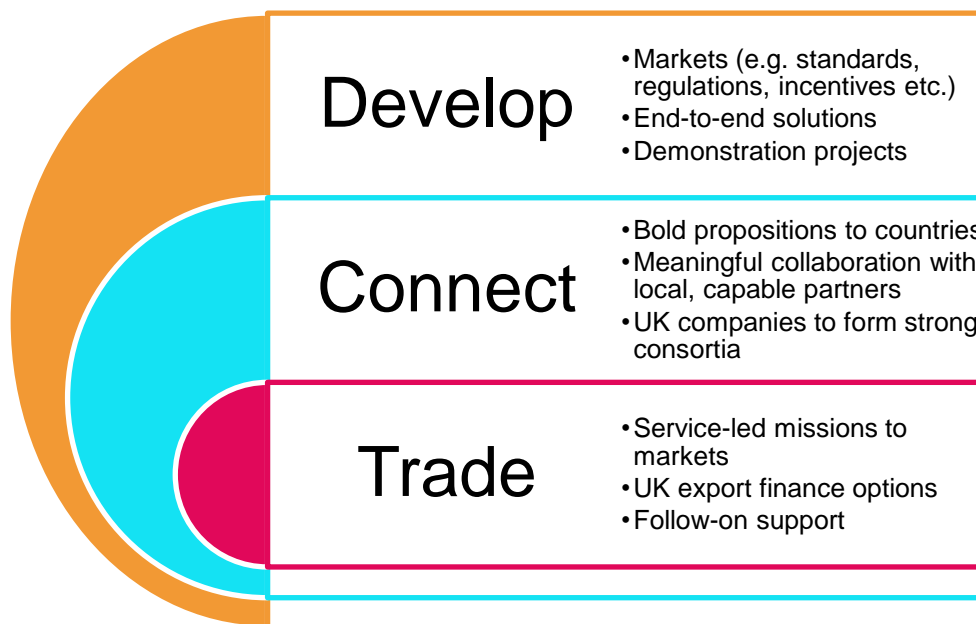 Develop
•Markets (e.g. standards,
regulations, incentives etc.)
•End-to-end solutions
•Demonstration projects
Connect
•Bold propositions to countries
•Meaningful collaboration with
local, capable partners
•UK companies to form strong
consortia
Trade
•Service-led missions to
markets
•UK export finance options
•Follow-on support